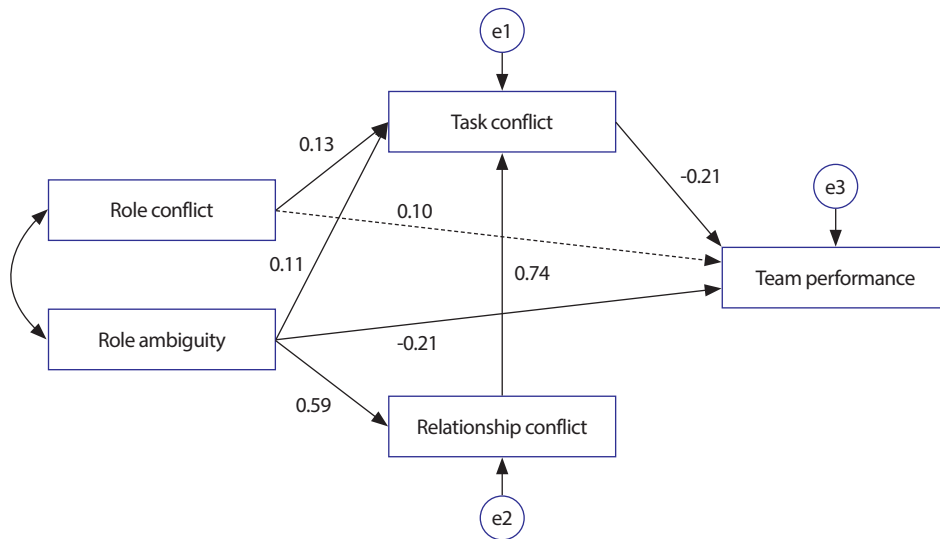 e1
Task conflict
0.13
-0.21
e3
Role conflict
0.10
0.11
0.74
Team performance
Role ambiguity
-0.21
0.59
Relationship conflict
e2